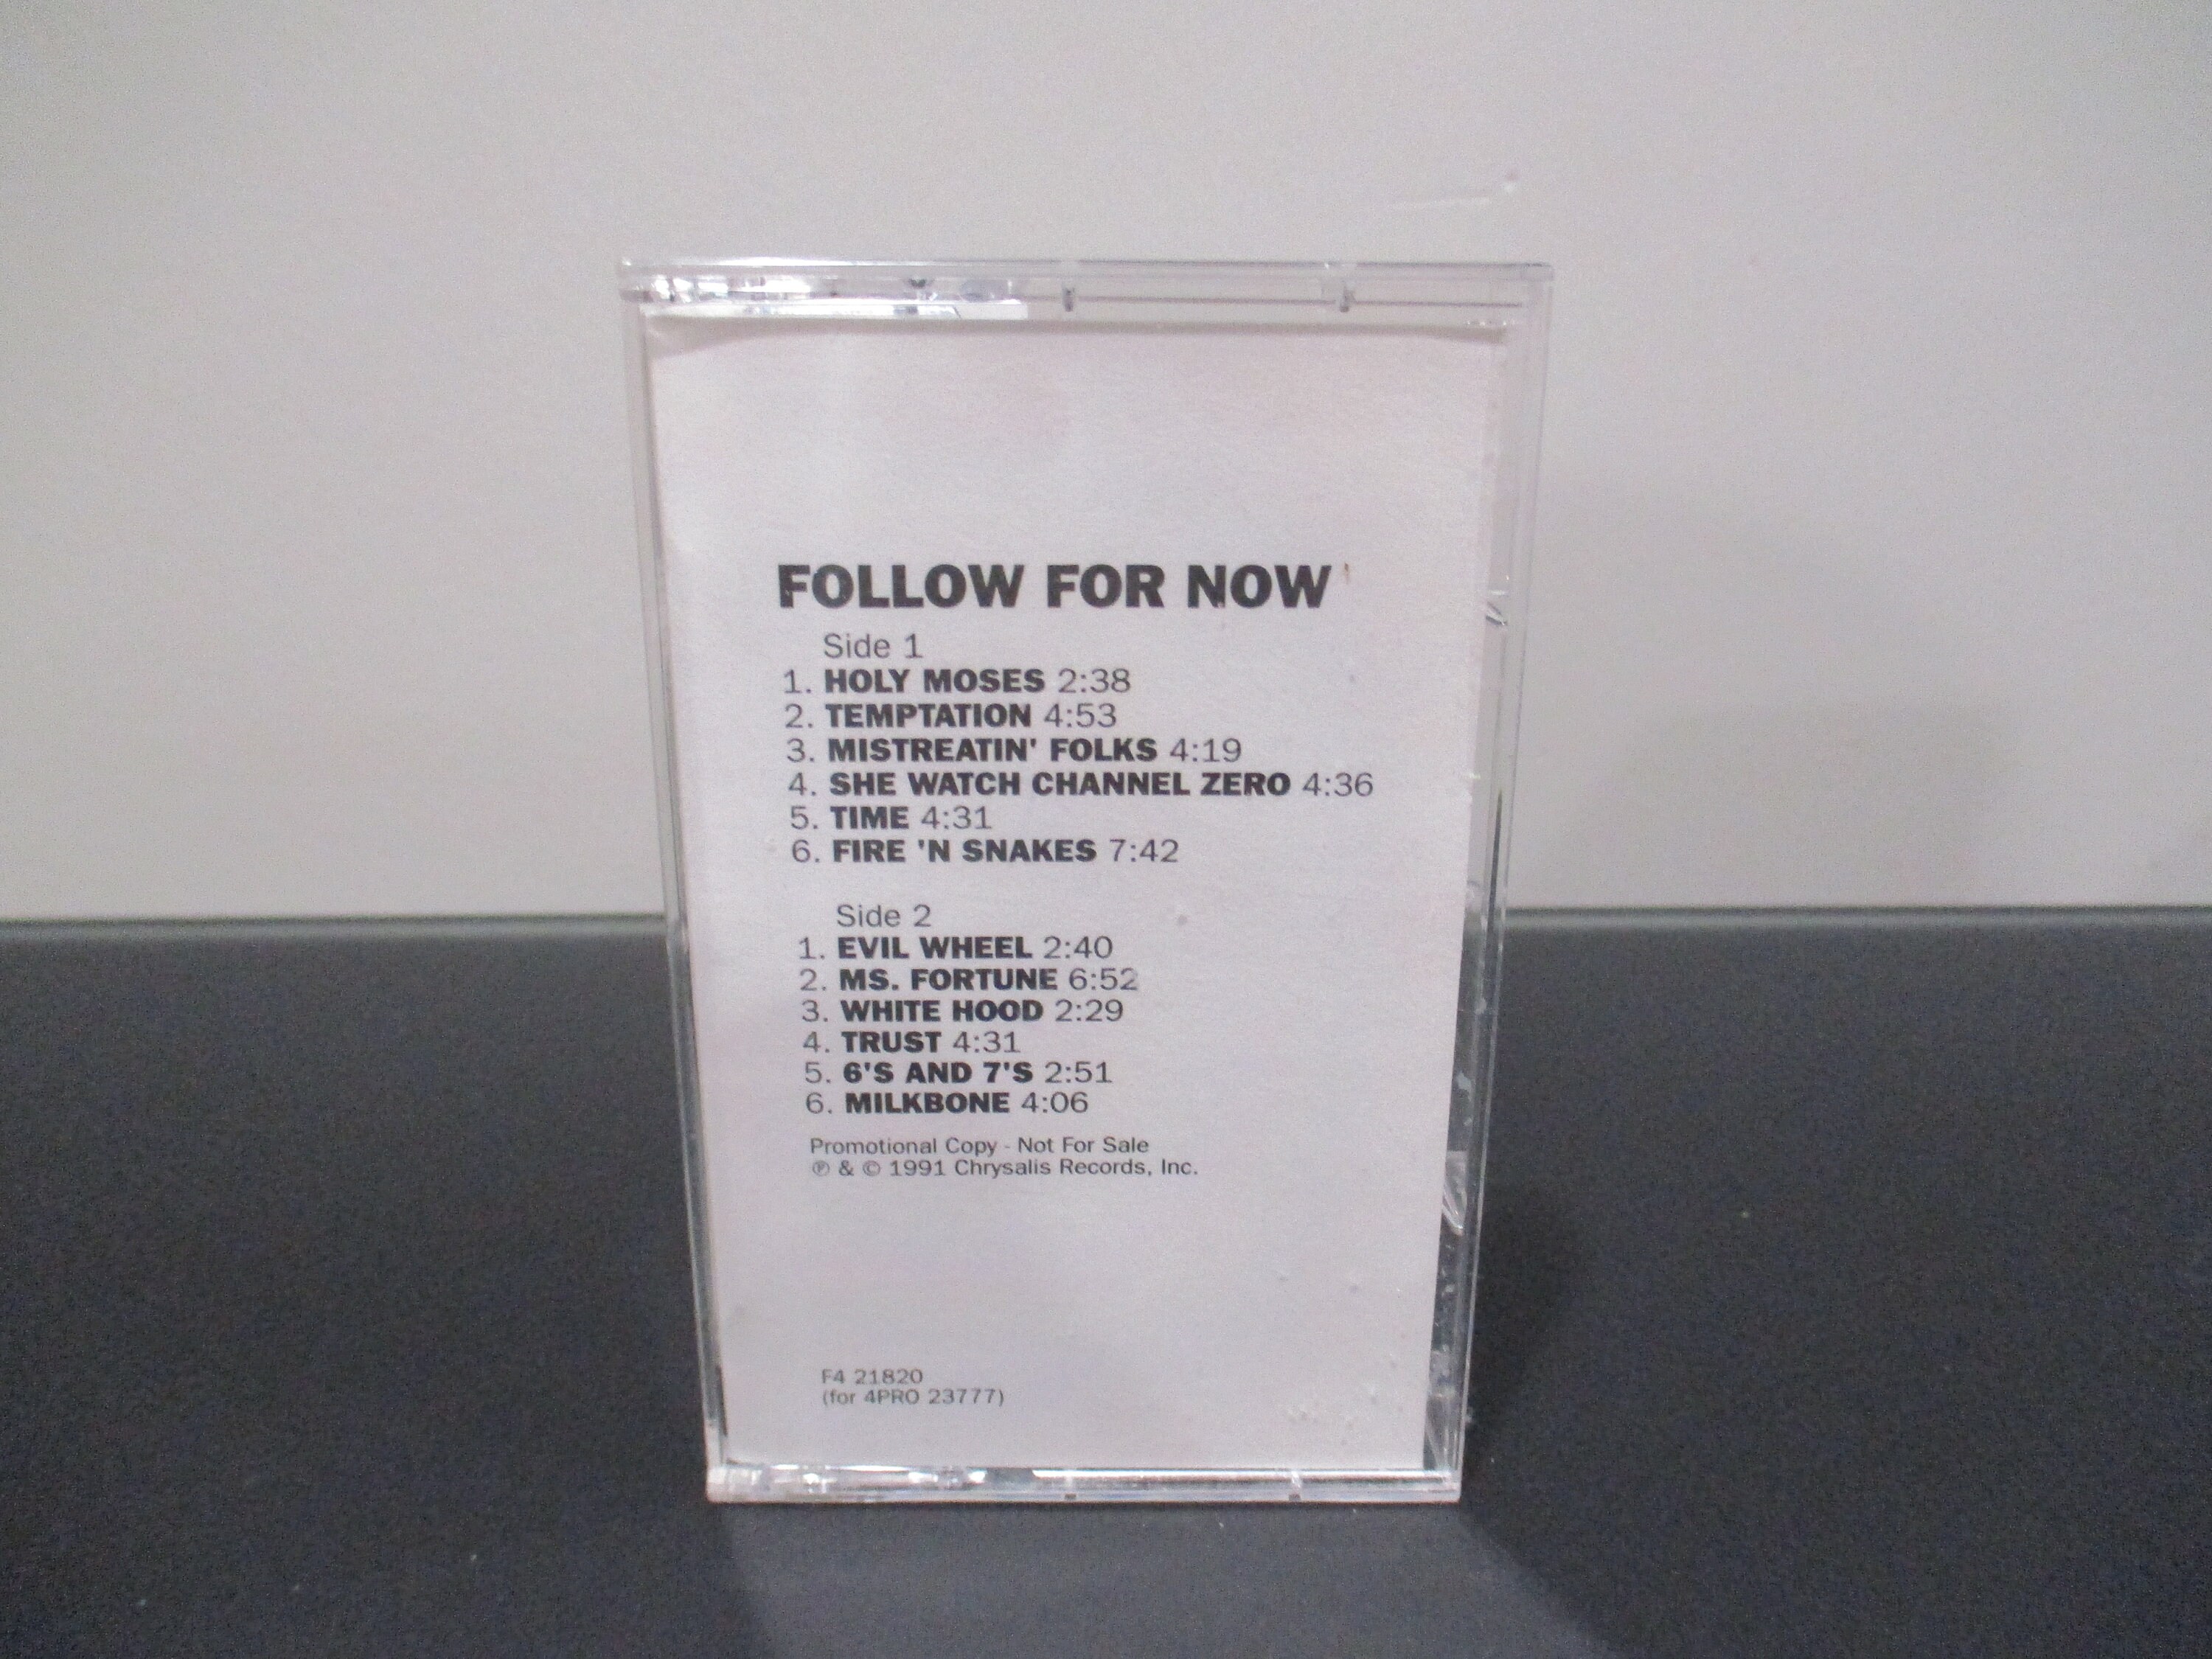 FOLLOW FOR NOW
Side 1
1. HOLY MOSES 2:38
2. TEMPTATION 4:53
3. MISTREATIN' FOLKS 4:19
4. SHE WATCH CHANNEL ZERO 4:36
5. TIME 4:31
6. FIRE 'N SNAKES 7:42
Side 2
1. EVIL WHEEL 2:40
2. MS. FORTUNE 6:52
3. WHITE HOOD 2:29
4. TRUST 4:31
5. 6'S AND 7'S 2:51
6. MILKBONE 4:06
Promotional Copy - Not For Sale
℗ & © 1991 Chrysalis Records, Inc.
F4 21820
(for 4PRO 23777)